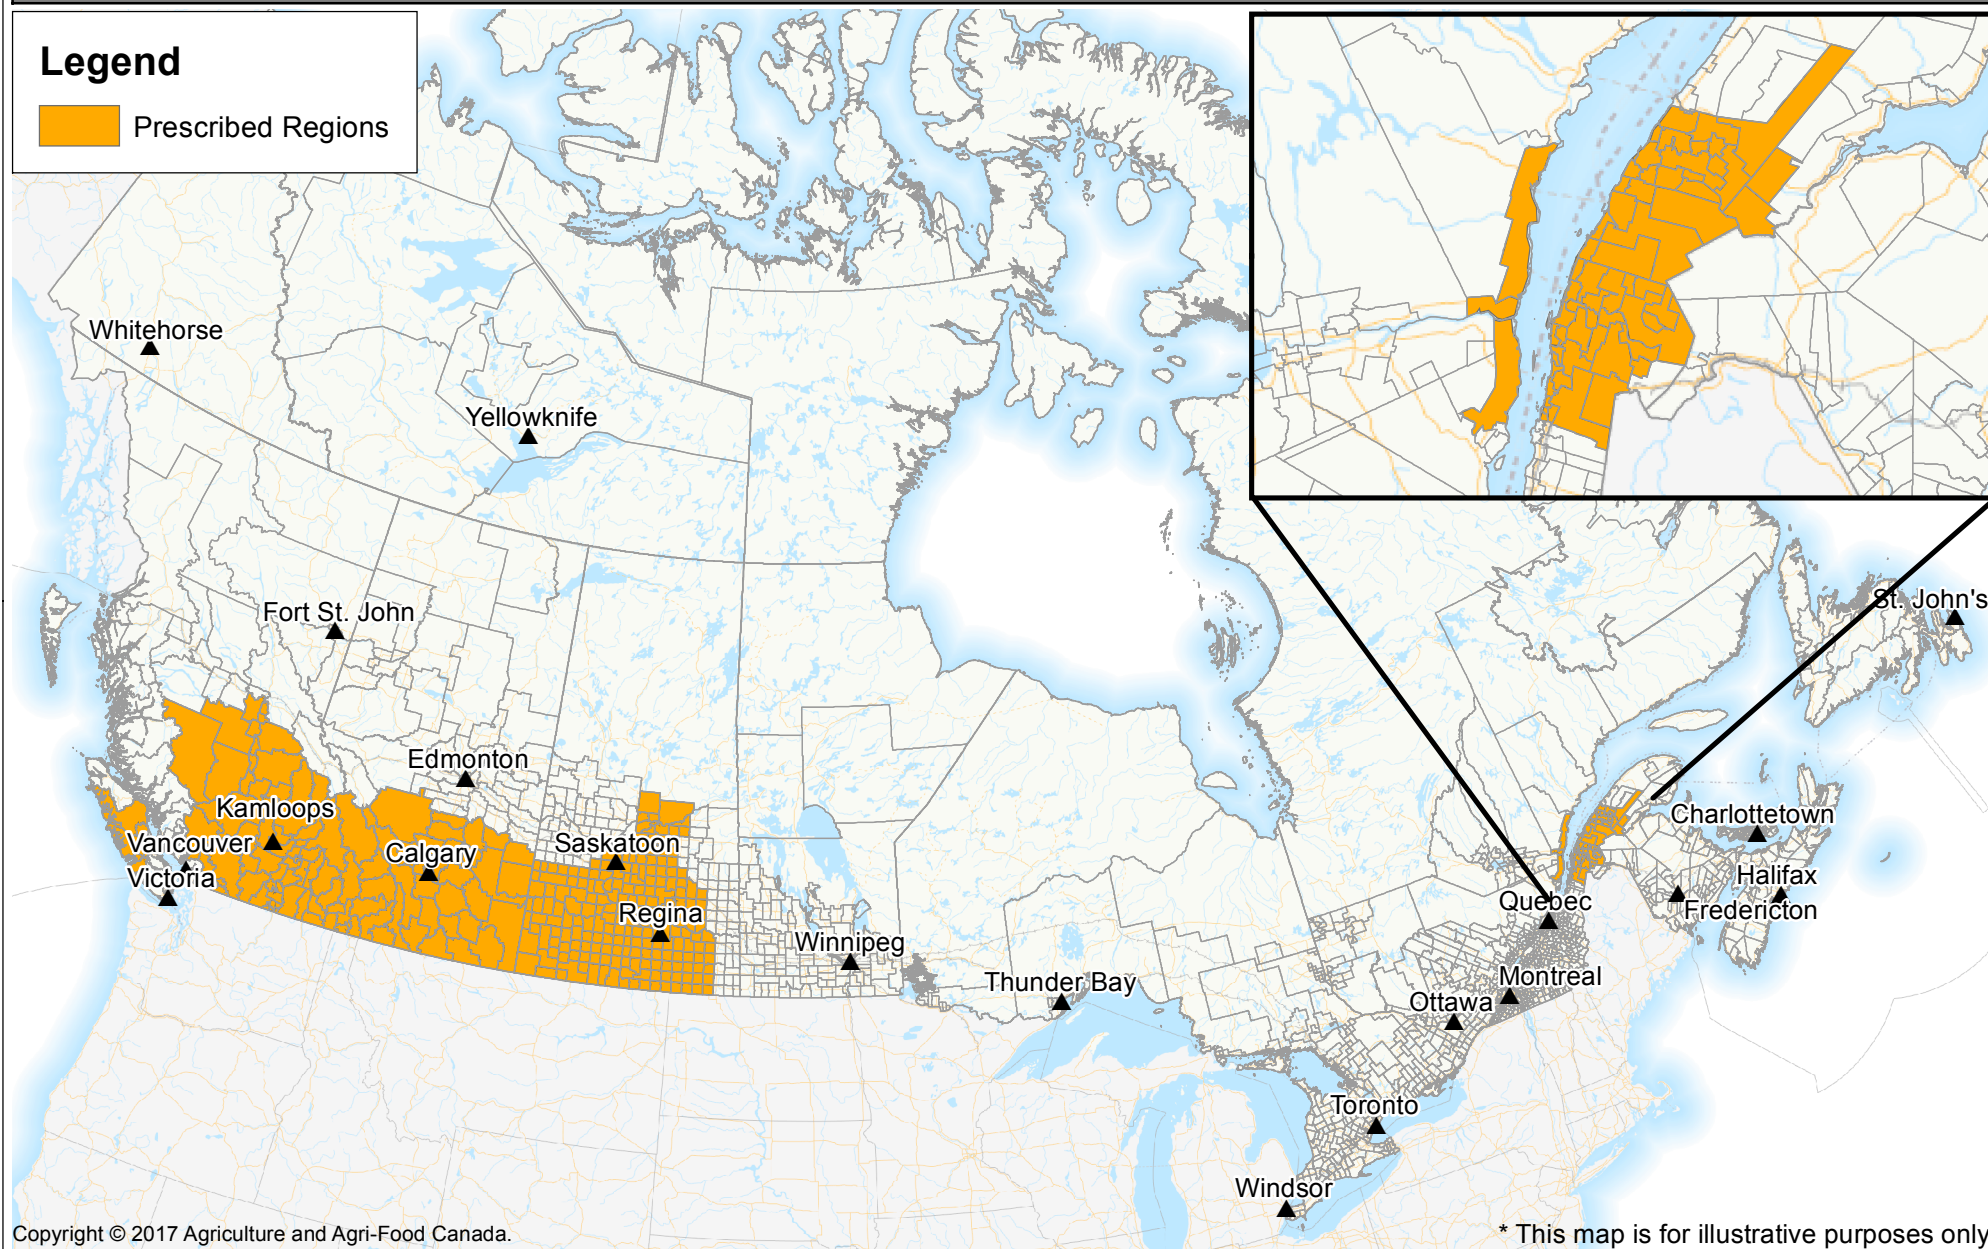 Legend
Prescribed Regions
Whitehorse
Yellowknife
Fort St. John
St. John's
Edmonton
Kamloops
Vancouver
Calgary
Saskatoon
Victoria
Regina
Winnipeg
Thunder Bay
Charlottetown
Halifax
Quebec
Fredericton
Montreal
Ottawa
Toronto
Windsor
Copyright © 2017 Agriculture and Agri-Food Canada.
* This map is for illustrative purposes only